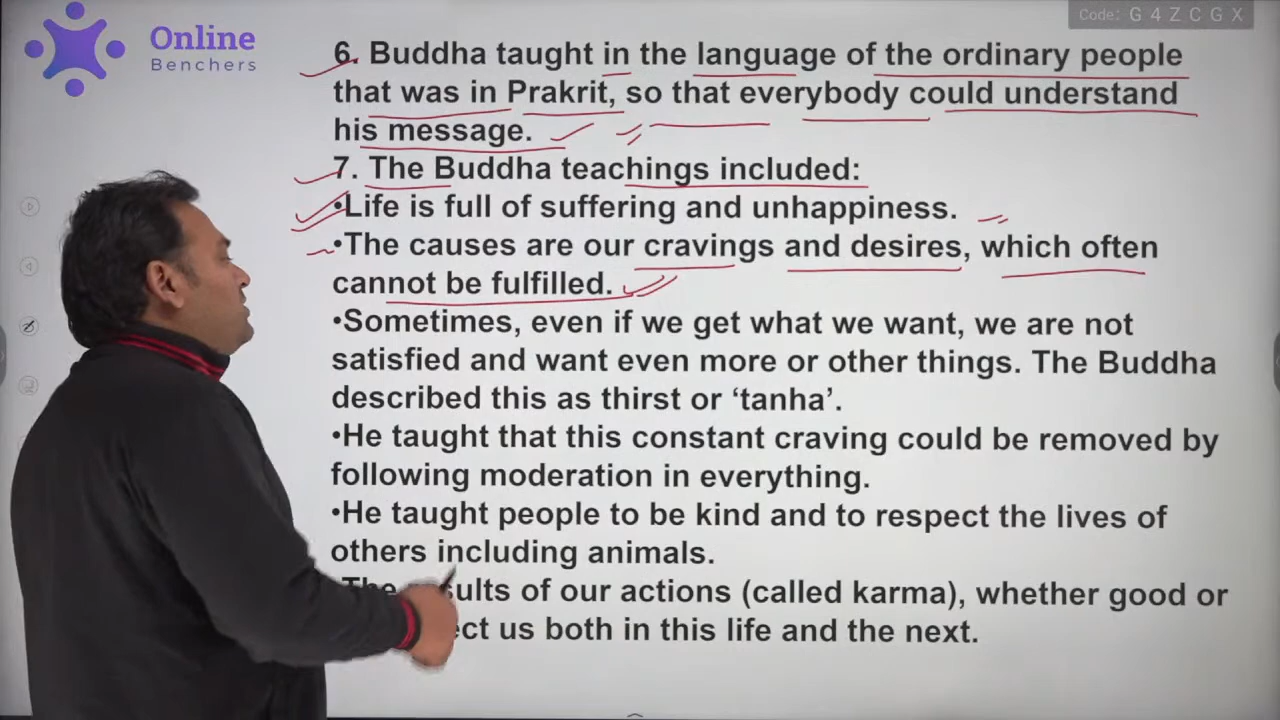 Code: G 4 Z C G X
Online
Benchers
6. Buddha taught in the language of the ordinary people
that was in Prakrit, so that everybody could understand
his message.
7. The Buddha teachings included:
•Life is full of suffering and unhappiness.
•The causes are our cravings and desires, which often
cannot be fulfilled.
•Sometimes, even if we get what we want, we are not
satisfied and want even more or other things. The Buddha
described this as thirst or ‘tanha’.
•He taught that this constant craving could be removed by
following moderation in everything.
•He taught people to be kind and to respect the lives of
others including animals.
The of our actions (called karma), whether good or
us both in this life and the next.